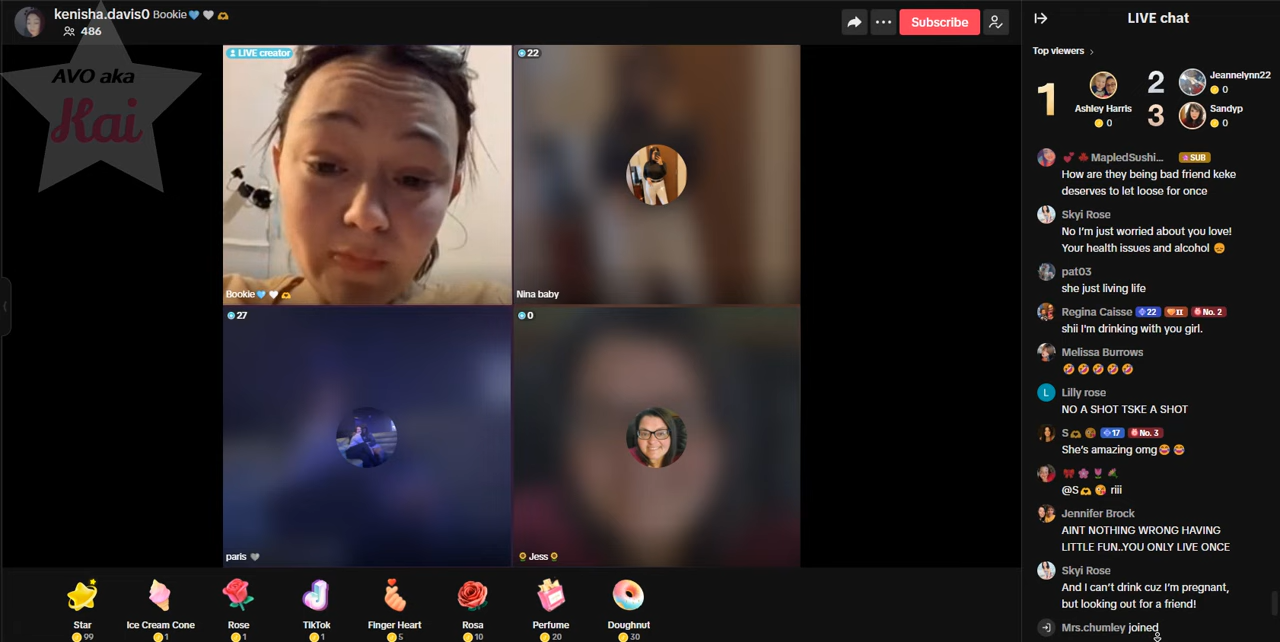 kenisha.davis0 Bookie💙🤍🫶
486
Subscribe
AVO aka
Kai
LIVE creator
Bookie💙🤍🫶
22
Nina baby
27
paris 🩶
0
🌻 Jess 🌻
Star
99
Ice Cream Cone
1
Rose
1
TikTok
1
Finger Heart
5
Rosa
10
Perfume
20
Doughnut
30
LIVE chat
Top viewers
1
Ashley Harris
0
2
Jeannelynn22
0
3
Sandyp
0
💕🍁 MapledSushi... SUB
How are they being bad friend keke
deserves to let loose for once
Skyi Rose
No I'm just worried about you love!
Your health issues and alcohol 😞
pat03
she just living life
Regina Caisse 22 II No. 2
shii I'm drinking with you girl.
Melissa Burrows
🤣🤣🤣🤣🤣
L Lilly rose
NO A SHOT TSKE A SHOT
S🫶 17 No. 3
She's amazing omg😂😂
🎀🌸🌷💐
@S🫶😘 riii
Jennifer Brock
AINT NOTHING WRONG HAVING
LITTLE FUN..YOU ONLY LIVE ONCE
Skyi Rose
And I can't drink cuz I'm pregnant,
but looking out for a friend!
Mrs.chumley joined